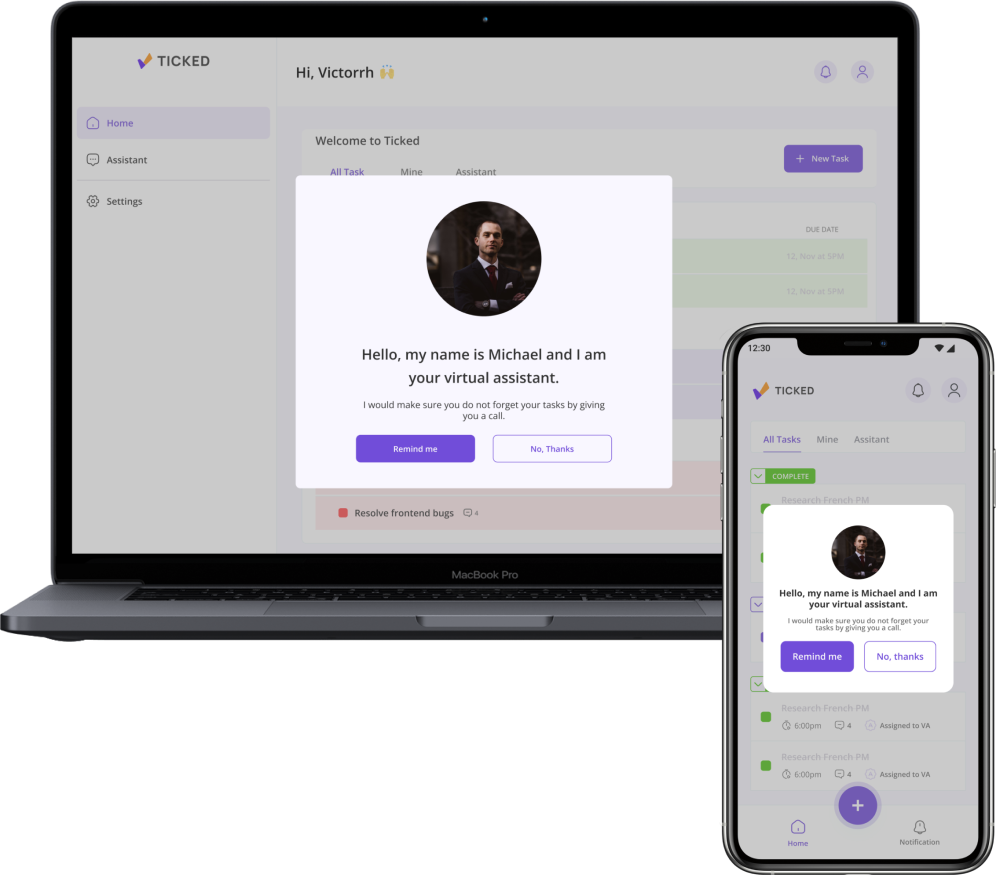 TICKED
Hi, Victorrh 🙌
Home
Assistant
Settings
Welcome to Ticked
All Task Mine Assistant
+ New Task
DUE DATE
12, Nov at 5PM
12, Nov at 5PM
Hello, my name is Michael and I am
your virtual assistant.
I would make sure you do not forget your tasks by giving
you a call.
Remind me No, Thanks
Resolve frontend bugs 4
MacBook Pro
12:30
TICKED
All Tasks Mine Assitant
COMPLETE
Research French PM
Hello, my name is Michael and I am
your virtual assistant.
I would make sure you do not forget your
tasks by giving you a call.
Remind me No, thanks
Research French PM
6:00pm 4 Assigned to VA
Research French PM
6:00pm 4 Assigned to VA
+
Home Notification